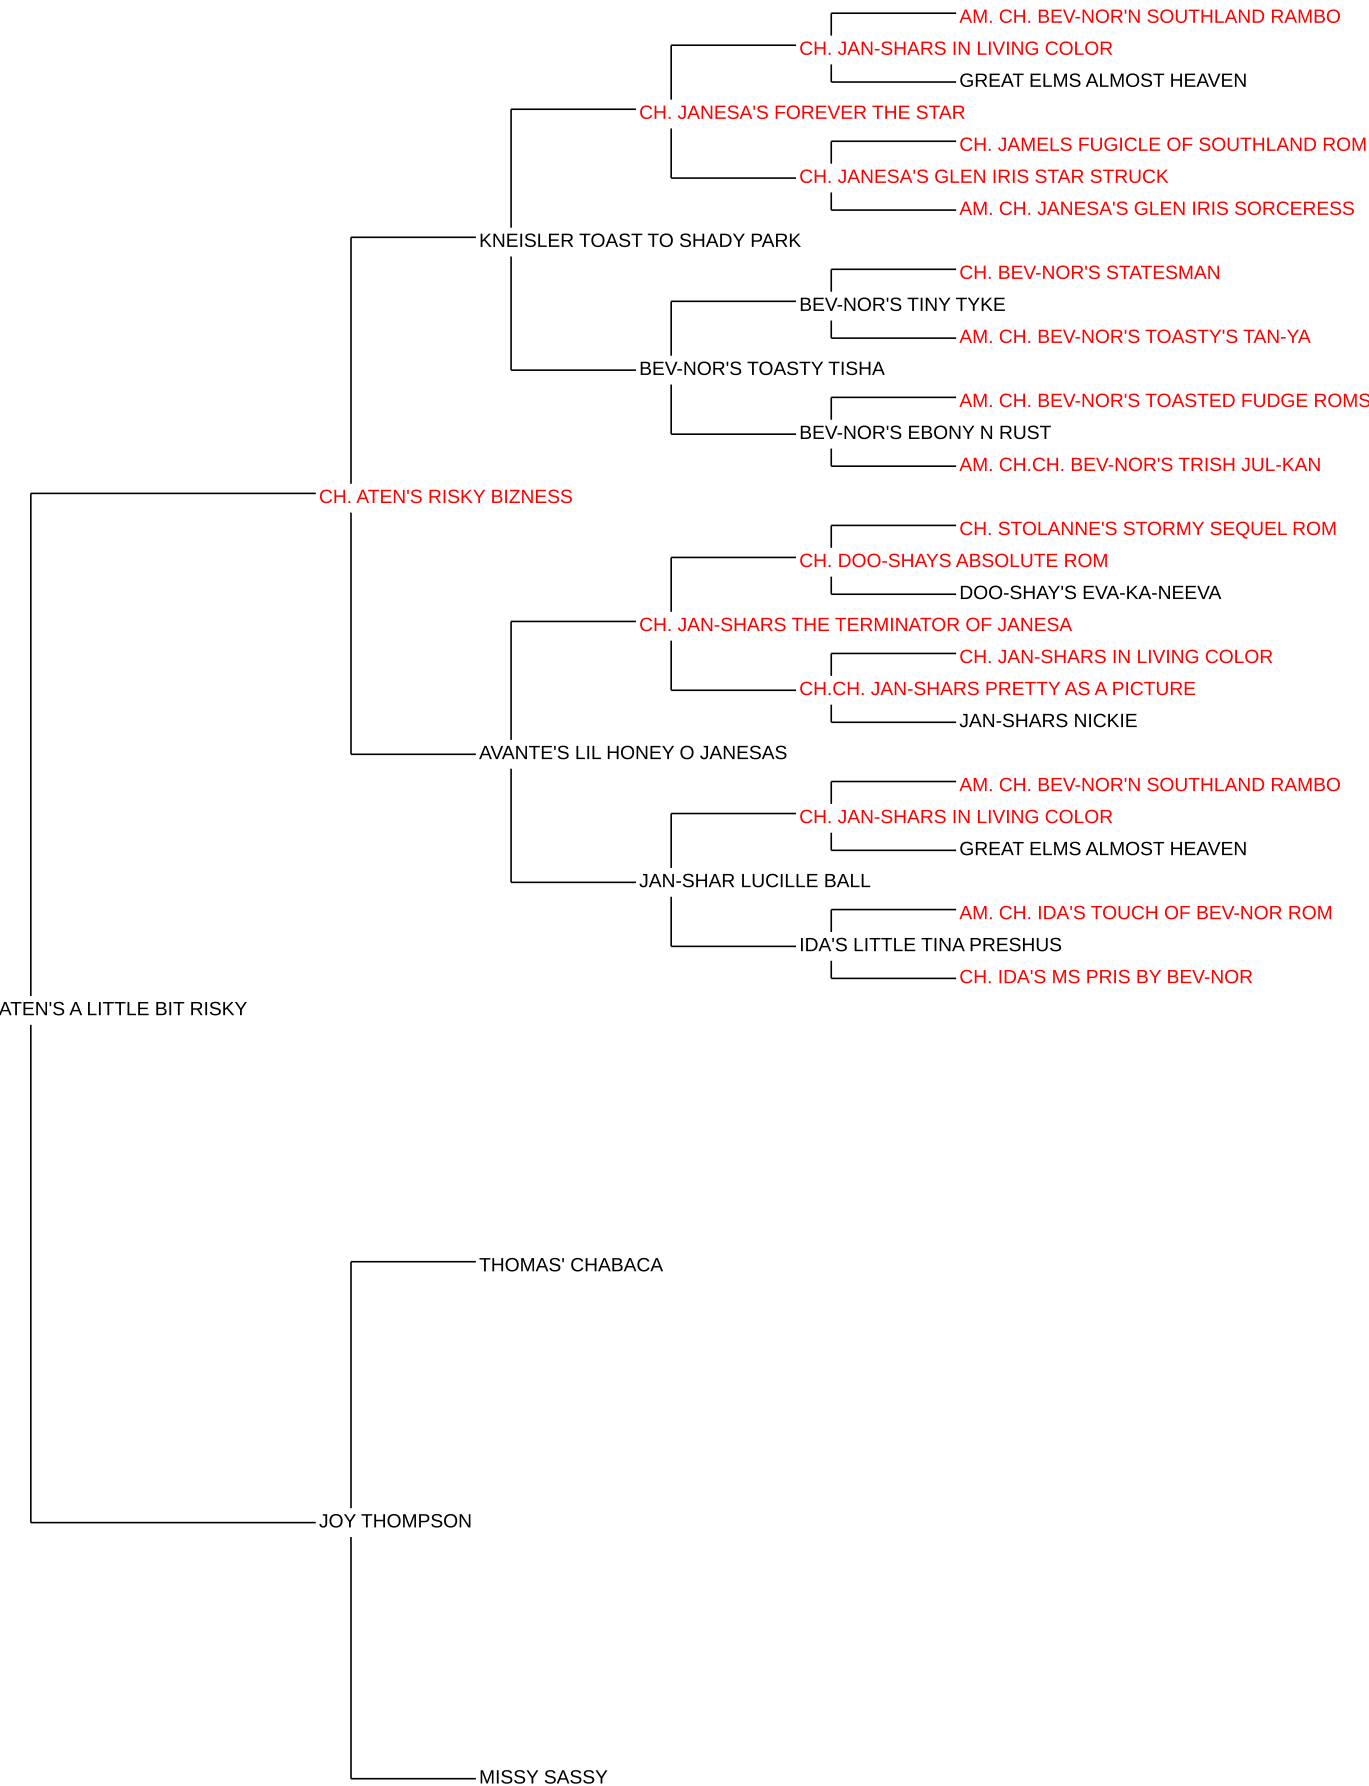 AM. CH. BEV-NOR'N SOUTHLAND RAMBO
CH. JAN-SHARS IN LIVING COLOR
GREAT ELMS ALMOST HEAVEN
CH. JANESA'S FOREVER THE STAR
CH. JAMELS FUGICLE OF SOUTHLAND ROM
CH. JANESA'S GLEN IRIS STAR STRUCK
AM. CH. JANESA'S GLEN IRIS SORCERESS
KNEISLER TOAST TO SHADY PARK
CH. BEV-NOR'S STATESMAN
BEV-NOR'S TINY TYKE
AM. CH. BEV-NOR'S TOASTY'S TAN-YA
BEV-NOR'S TOASTY TISHA
AM. CH. BEV-NOR'S TOASTED FUDGE ROMS
BEV-NOR'S EBONY N RUST
AM. CH.CH. BEV-NOR'S TRISH JUL-KAN
CH. ATEN'S RISKY BIZNESS
CH. STOLANNE'S STORMY SEQUEL ROM
CH. DOO-SHAYS ABSOLUTE ROM
DOO-SHAY'S EVA-KA-NEEVA
CH. JAN-SHARS THE TERMINATOR OF JANESA
CH. JAN-SHARS IN LIVING COLOR
CH.CH. JAN-SHARS PRETTY AS A PICTURE
JAN-SHARS NICKIE
AVANTE'S LIL HONEY O JANESAS
AM. CH. BEV-NOR'N SOUTHLAND RAMBO
CH. JAN-SHARS IN LIVING COLOR
GREAT ELMS ALMOST HEAVEN
JAN-SHAR LUCILLE BALL
AM. CH. IDA'S TOUCH OF BEV-NOR ROM
IDA'S LITTLE TINA PRESHUS
CH. IDA'S MS PRIS BY BEV-NOR
ATEN'S A LITTLE BIT RISKY
THOMAS' CHABACA
JOY THOMPSON
MISSY SASSY